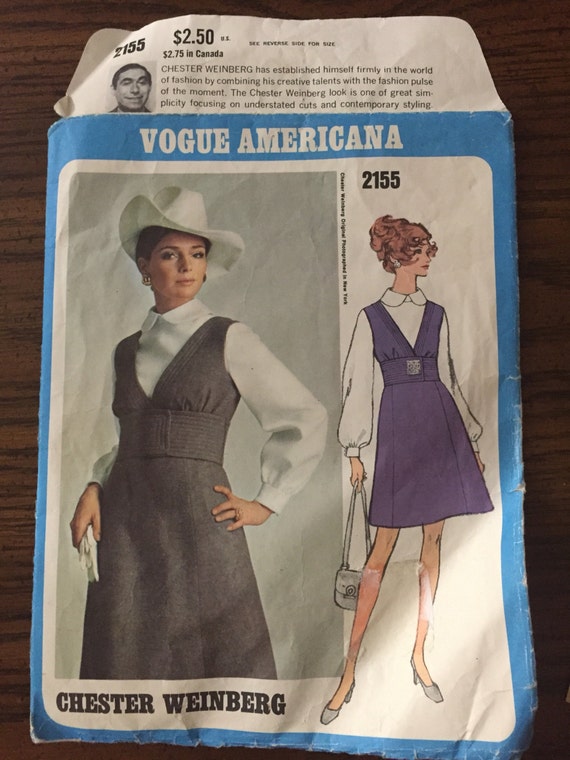 2155
$2.50 U.S.
SEE REVERSE SIDE FOR SIZE
$2.75 in Canada
CHESTER WEINBERG has established himself firmly in the world
of fashion by combining his creative talents with the fashion pulse
of the moment. The Chester Weinberg look is one of great sim-
plicity focusing on understated cuts and contemporary styling.
VOGUE AMERICANA
2155
Chester Weinberg Original Photographed in New York
CHESTER WEINBERG